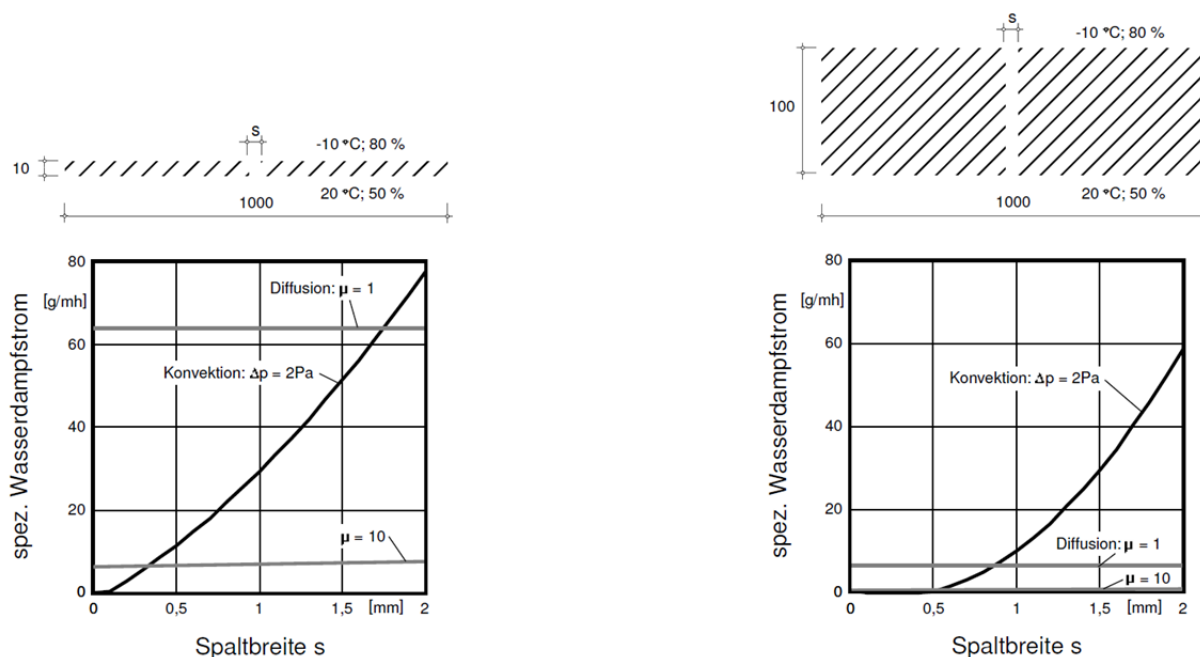 s
-10 °C; 80 %
10
20 °C; 50 %
1000
80
[g/mh]
60
40
20
0
spez. Wasserdampfstrom
Diffusion: μ = 1
Konvektion: Δp = 2Pa
μ = 10
0
0,5
1
1,5
[mm]
2
Spaltbreite s
s
-10 °C; 80 %
100
20 °C; 50 %
1000
80
[g/mh]
60
40
20
0
spez. Wasserdampfstrom
Konvektion: Δp = 2Pa
Diffusion: μ = 1
μ = 10
0
0,5
1
1,5
[mm]
2
Spaltbreite s